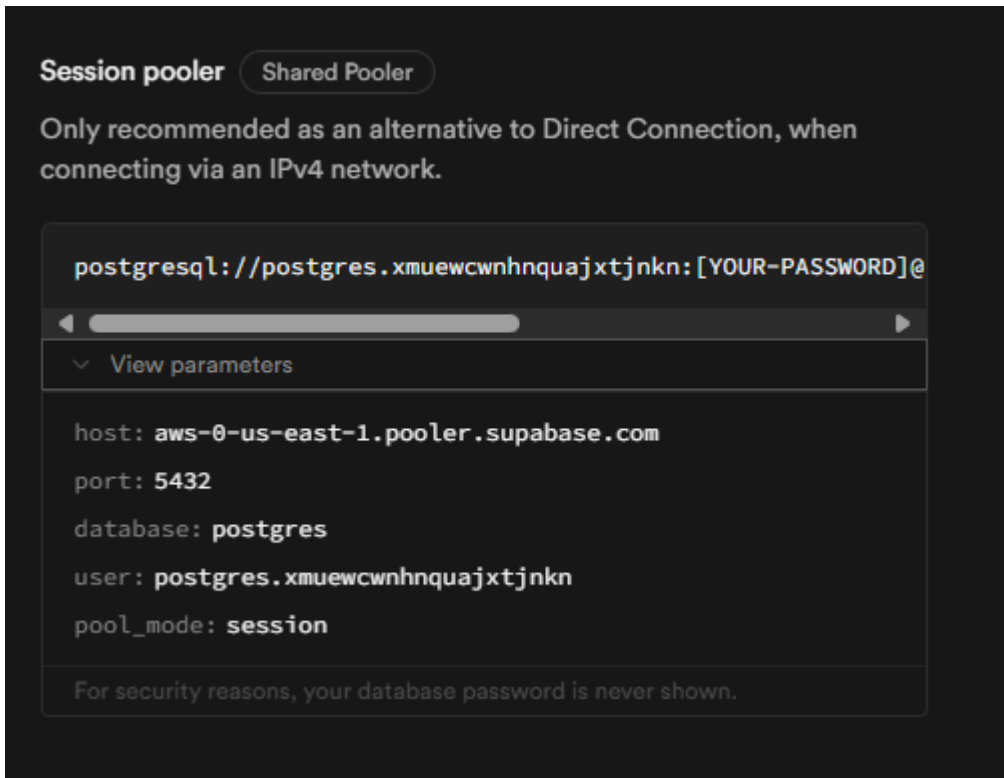 Session pooler Shared Pooler
Only recommended as an alternative to Direct Connection, when
connecting via an IPv4 network.
postgresql://postgres.xmuewcwnhnquajxtjnkn:[YOUR-PASSWORD]@
View parameters
host: aws-0-us-east-1.pooler.supabase.com
port: 5432
database: postgres
user: postgres.xmuewcwnhnquajxtjnkn
pool_mode: session
For security reasons, your database password is never shown.